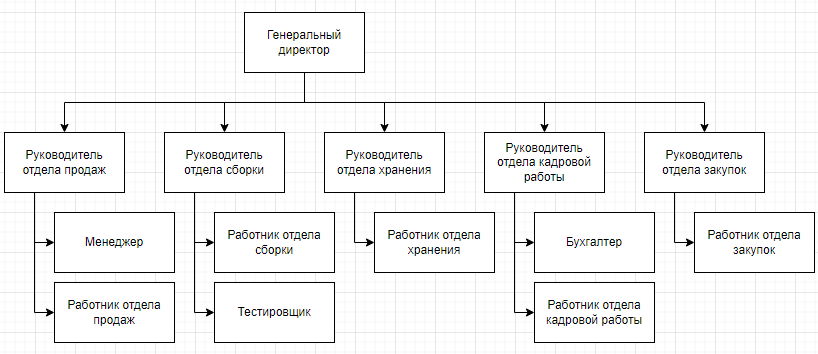 Генеральный
директор
Руководитель
отдела продаж
Руководитель
отдела сборки
Руководитель
отдела хранения
Руководитель
отдела кадровой
работы
Руководитель
отдела закупок
Менеджер
Работник отдела
сборки
Работник отдела
хранения
Бухгалтер
Работник отдела
закупок
Работник отдела
продаж
Тестировщик
Работник отдела
кадровой работы